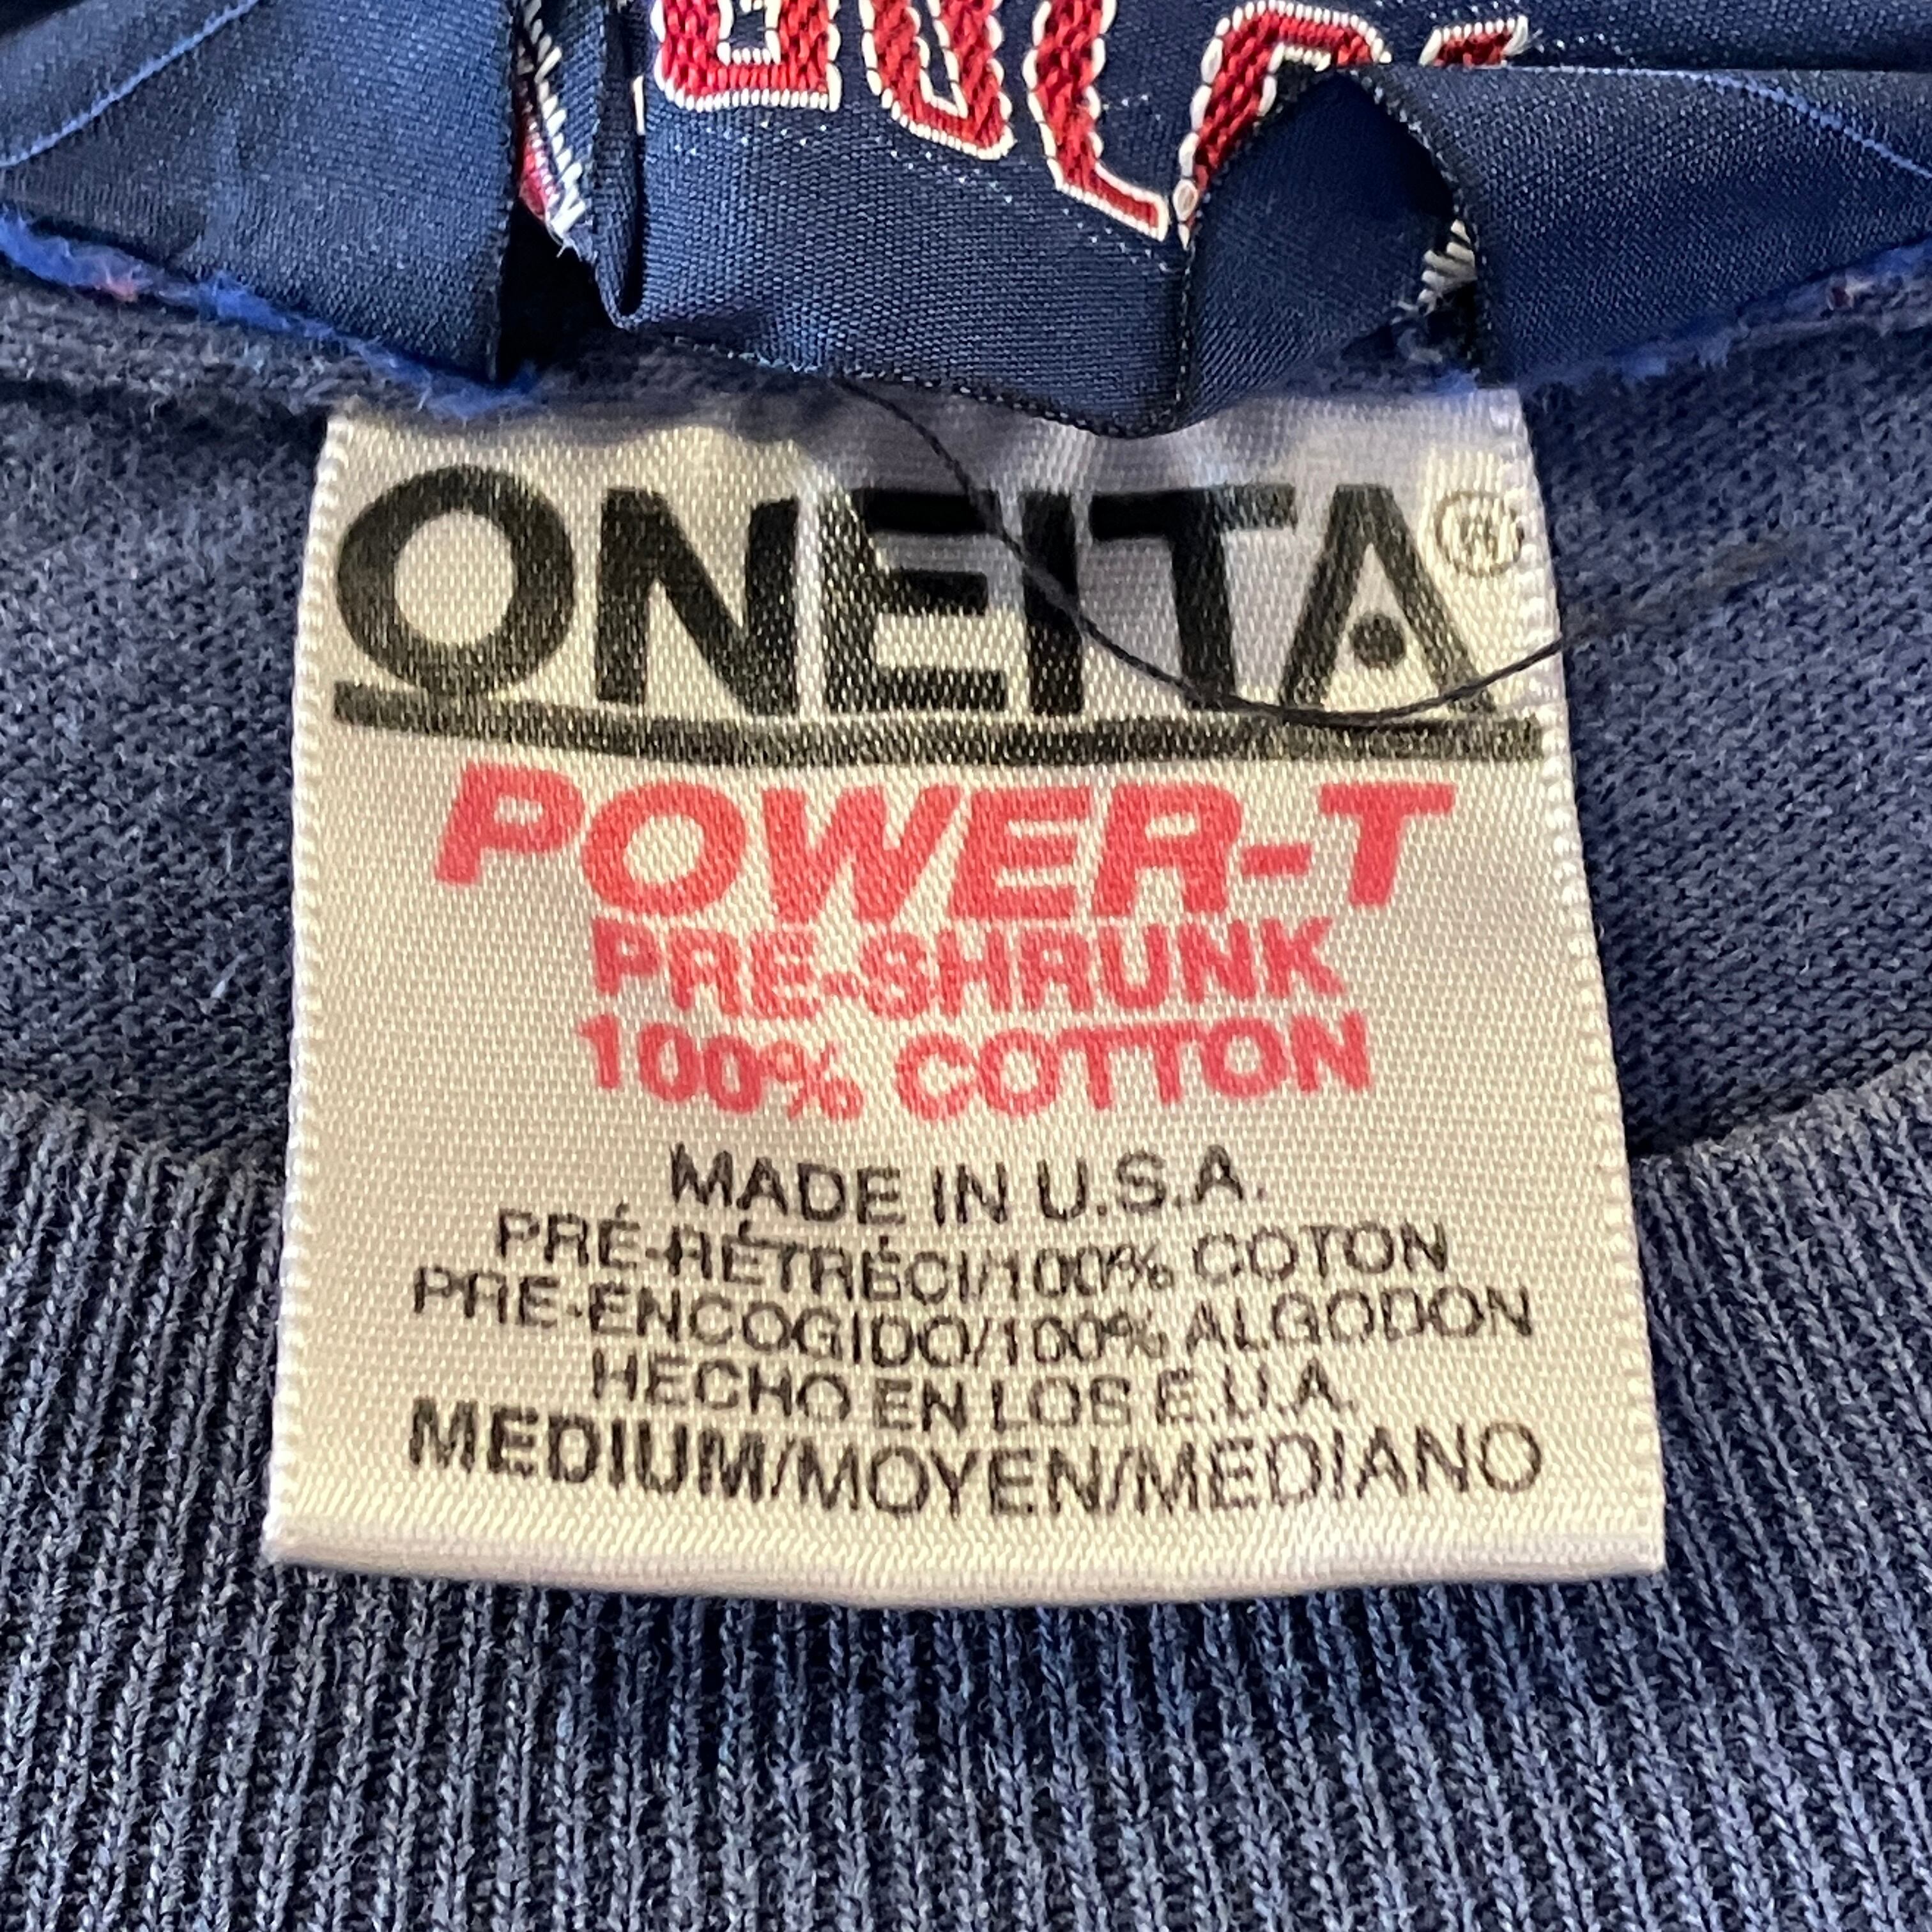 ONEITA®
POWER-T
PRE-SHRUNK
100% COTTON
MADE IN U.S.A.
PRÉ-RÉTRÉCI/100% COTON
PRE-ENCOGIDO/100% ALGODON
HECHO EN LOS E.U.A.
MEDIUM/MOYEN/MEDIANO